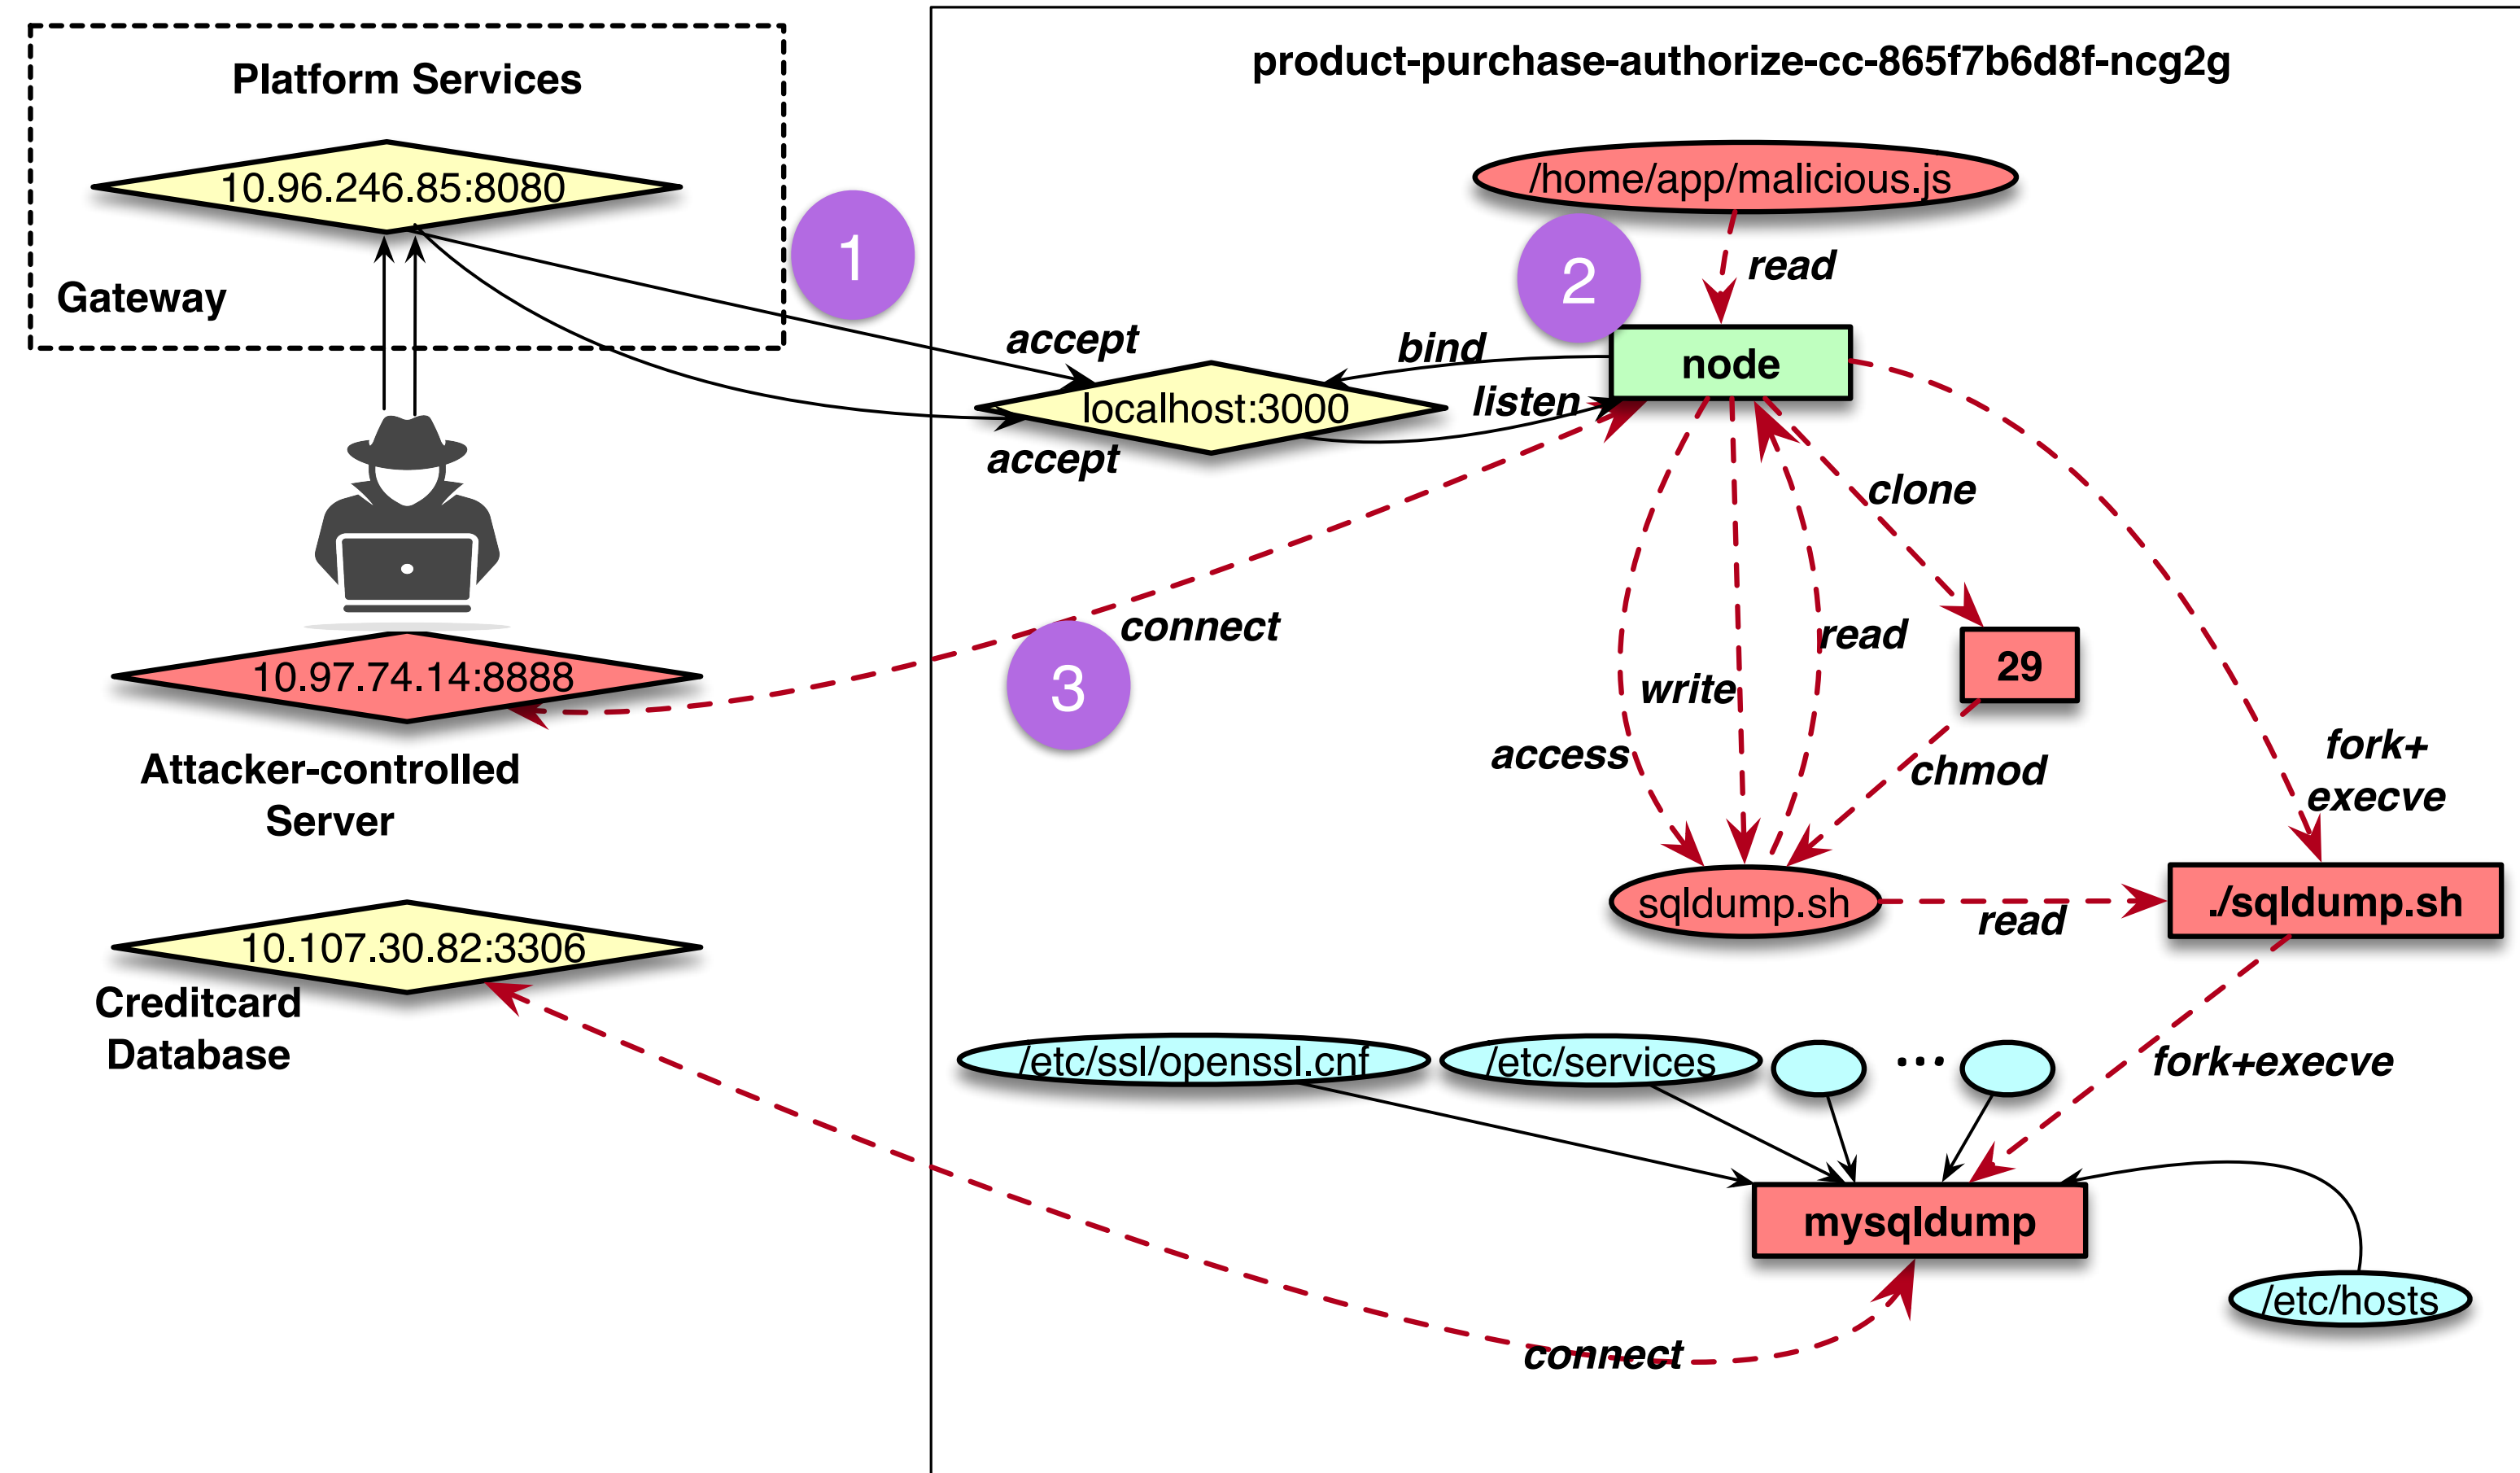 product-purchase-authorize-cc-865f7b6d8f-ncg2g
Platform Services
10.96.246.85:8080
Gateway
1
/home/app/malicious.js
2
read
node
accept
bind
localhost:3000
listen
accept
clone
connect
3
read
29
write
10.97.74.14:8888
access
chmod
fork+
execve
Attacker-controlled
Server
sqldump.sh
read
./sqldump.sh
10.107.30.82:3306
Creditcard
Database
/etc/ssl/openssl.cnf
/etc/services
...
fork+execve
mysqldump
/etc/hosts
connect